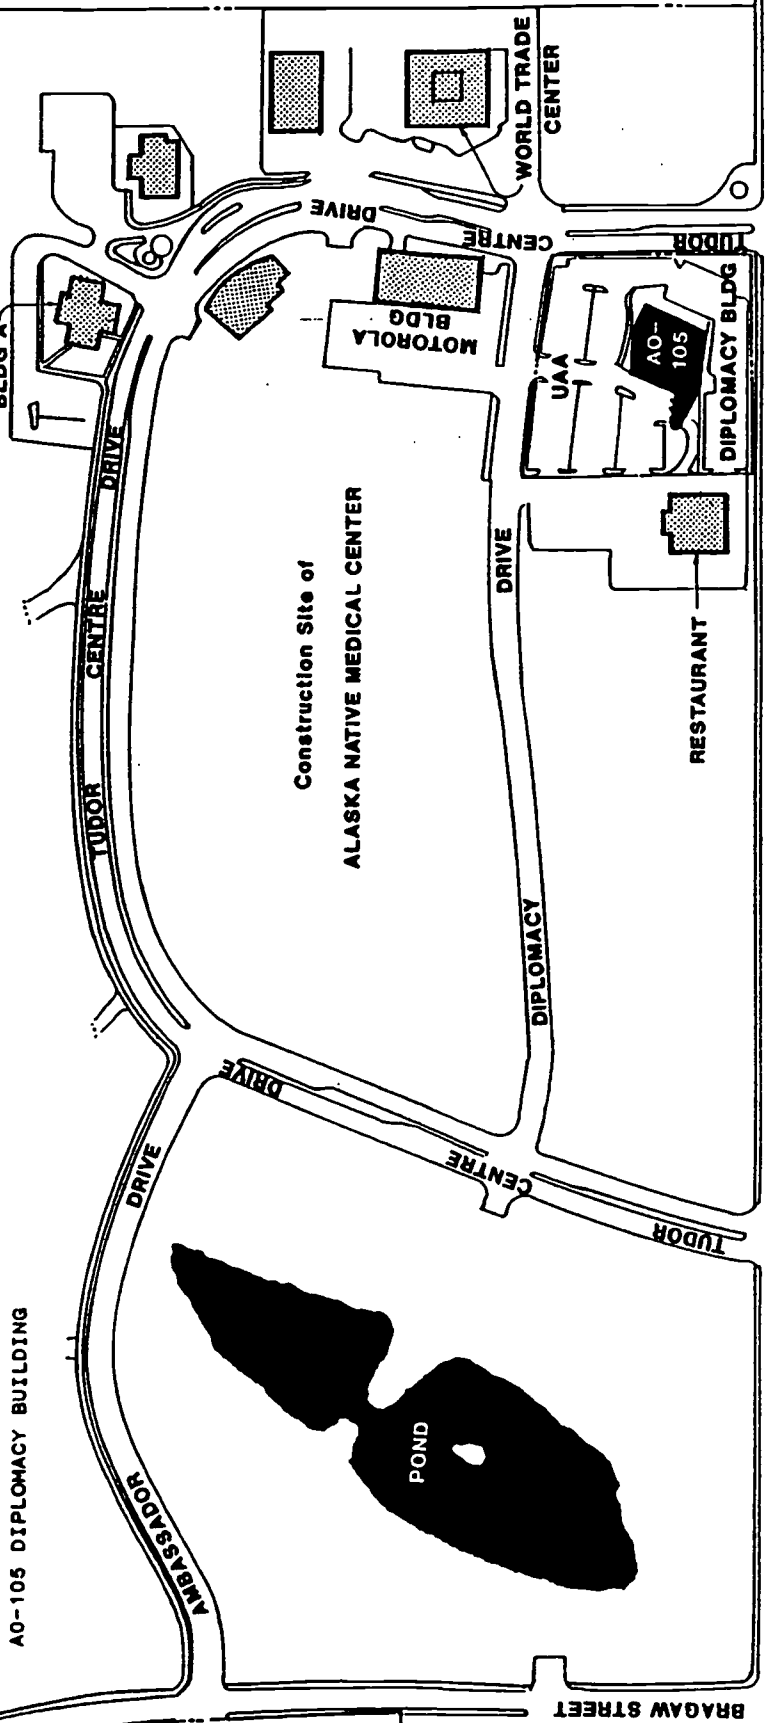 AO-105 DIPLOMACY BUILDING
BLDG A
TUDOR CENTRE DRIVE
AMBASSADOR DRIVE
TUDOR CENTRE DRIVE
DIPLOMACY DRIVE
TUDOR CENTRE DRIVE
Construction Site of
ALASKA NATIVE MEDICAL CENTER
MOTOROLA
BLDG
WORLD TRADE
CENTER
UAA
AO-
105
DIPLOMACY BLDG
RESTAURANT
POND
BRAGAW STREET